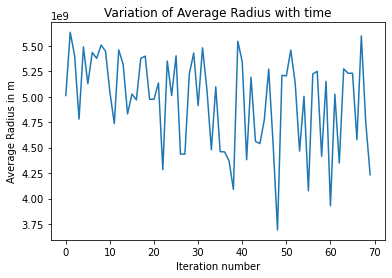 Variation of Average Radius with time
1e9
5.50
5.25
5.00
4.75
4.50
4.25
4.00
3.75
Average Radius in m
0 10 20 30 40 50 60 70
Iteration number